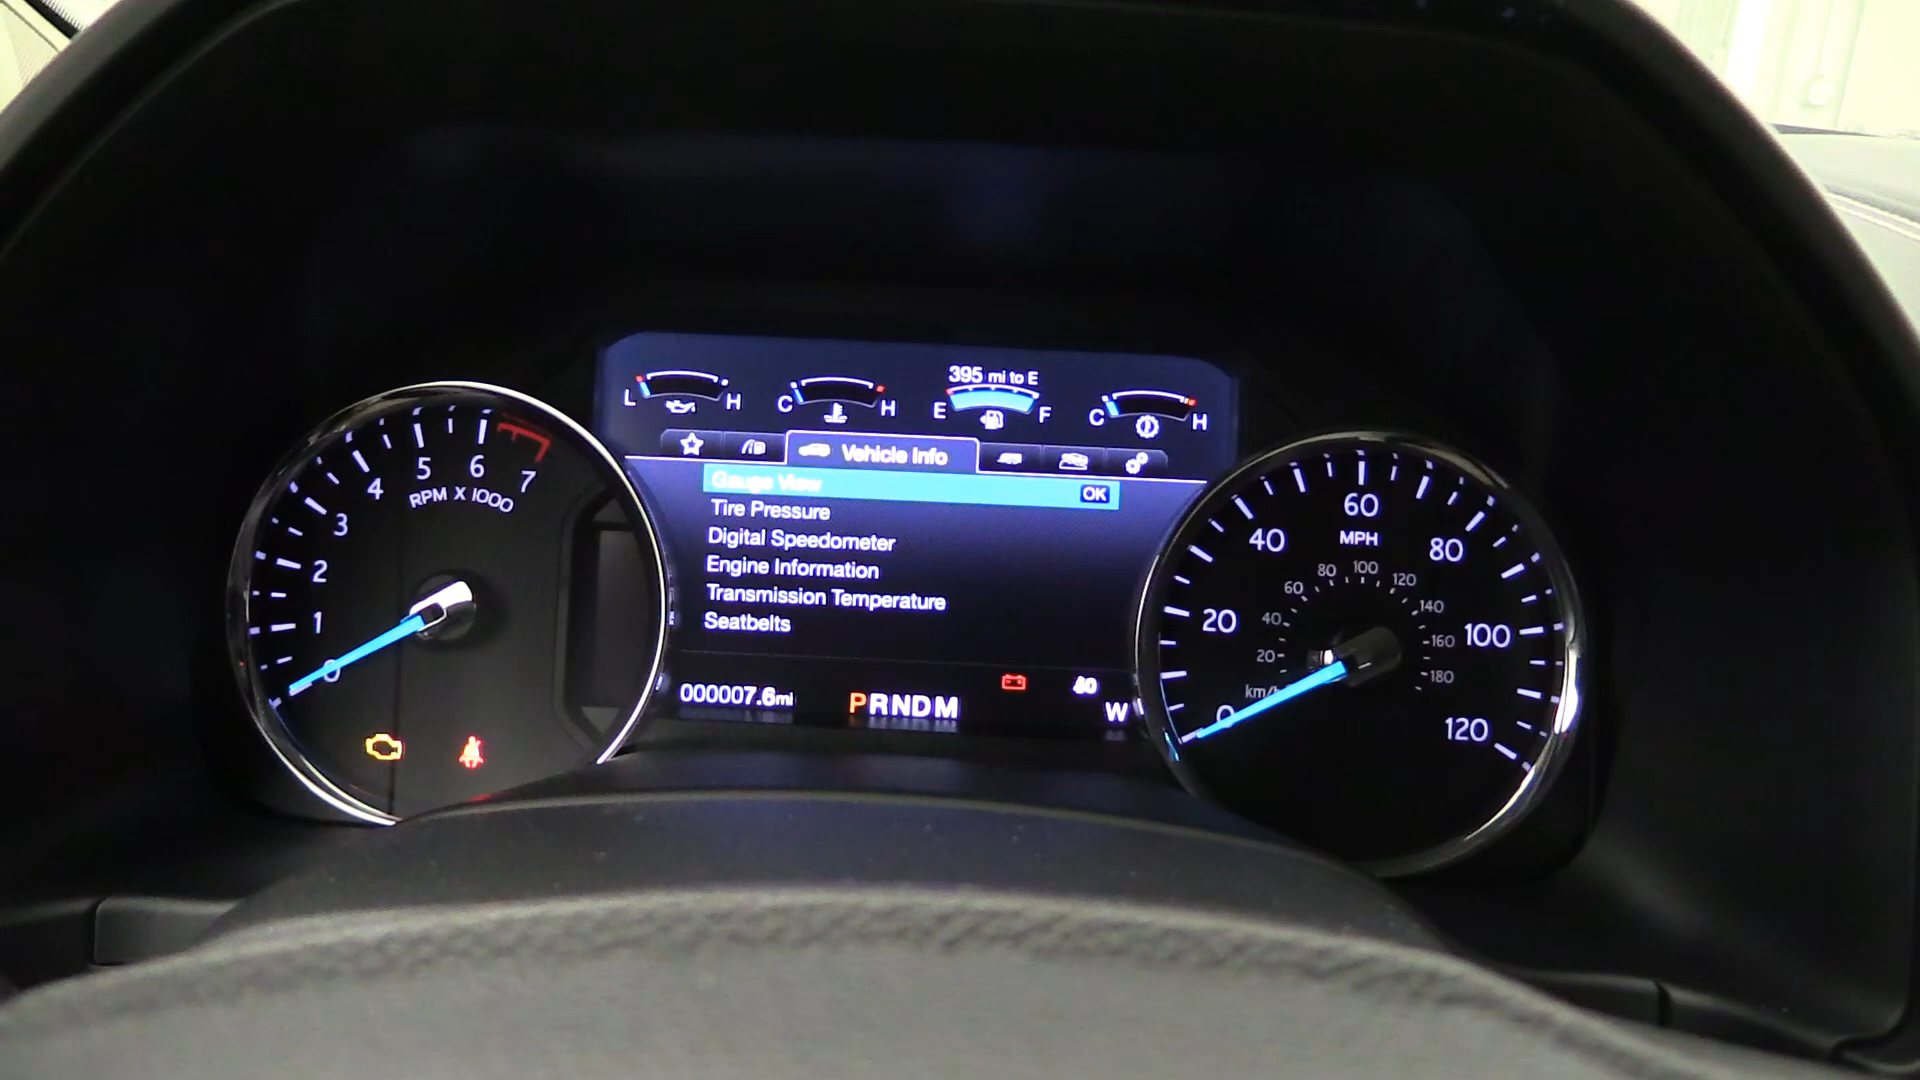 395 mi to E
L H C H E F C H
Vehicle Info
Gauge View OK
Tire Pressure
Digital Speedometer
Engine Information
Transmission Temperature
Seatbelts
000007.6mi PRNDM W
0 1 2 3 4 5 6 7
RPM X 1000
0 20 40 60 80 100 120
MPH
20 40 60 80 100 120 140 160 180